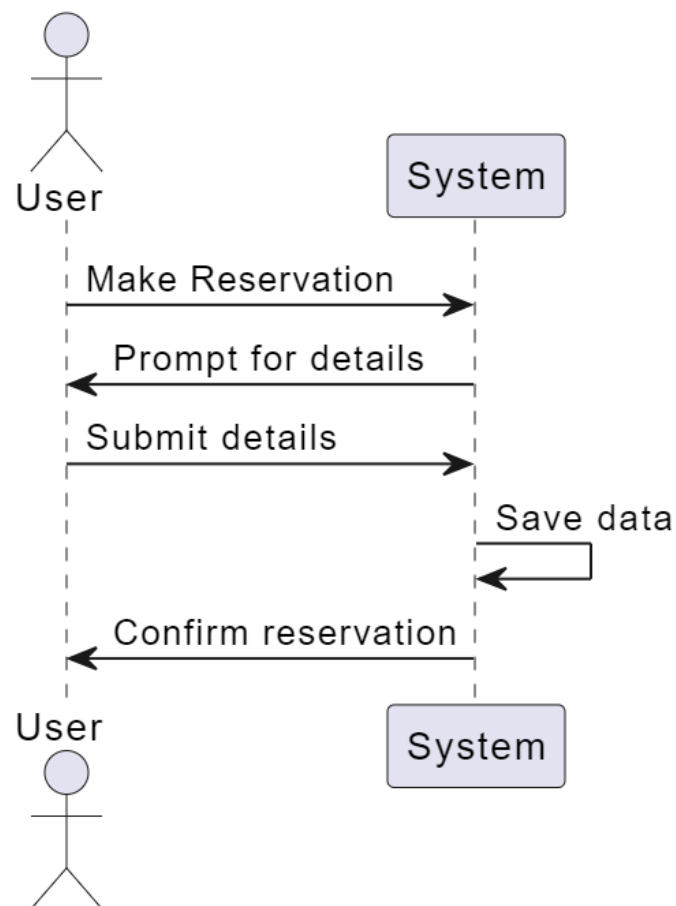 User
System
Make Reservation
Prompt for details
Submit details
Save data
Confirm reservation
User
System